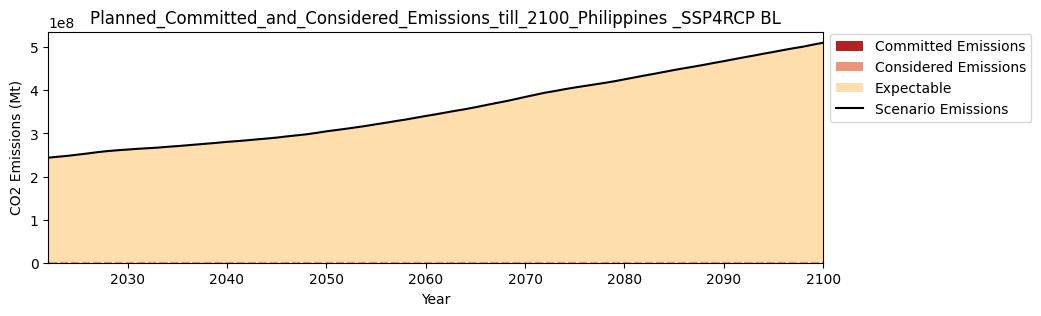 Planned_Committed_and_Considered_Emissions_till_2100_Philippines _SSP4RCP BL
1e8
5
4
3
2
1
0
CO2 Emissions (Mt)
2030 2040 2050 2060 2070 2080 2090 2100
Year
Committed Emissions
Considered Emissions
Expectable
Scenario Emissions